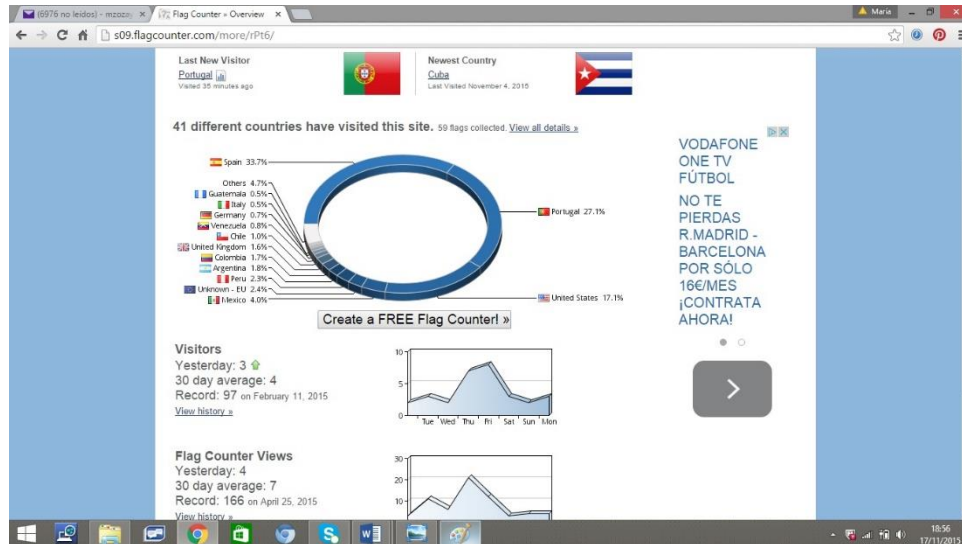 (6976 no leídos) - mzoza
Flag Counter » Overview
María
s09.flagcounter.com/more/rPt6/
Last New Visitor
Portugal
Visited 35 minutes ago
Newest Country
Cuba
Last Visited November 4, 2015
41 different countries have visited this site. 59 flags collected. View all details »
Spain 33.7%
Others 4.7%
Guatemala 0.5%
Italy 0.5%
Germany 0.7%
Venezuela 0.8%
Chile 1.0%
United Kingdom 1.6%
Colombia 1.7%
Argentina 1.8%
Peru 2.3%
Unknown - EU 2.4%
Mexico 4.0%
Portugal 27.1%
United States 17.1%
Create a FREE Flag Counter! »
VODAFONE
ONE TV
FÚTBOL
NO TE
PIERDAS
R.MADRID -
BARCELONA
POR SÓLO
16€/MES
¡CONTRATA
AHORA!
Visitors
Yesterday: 3
30 day average: 4
Record: 97 on February 11, 2015
View history »
10
5
0
Tue Wed Thu Fri Sat Sun Mon
Flag Counter Views
Yesterday: 4
30 day average: 7
Record: 166 on April 25, 2015
View history »
30
20
10
18:56
17/11/2015